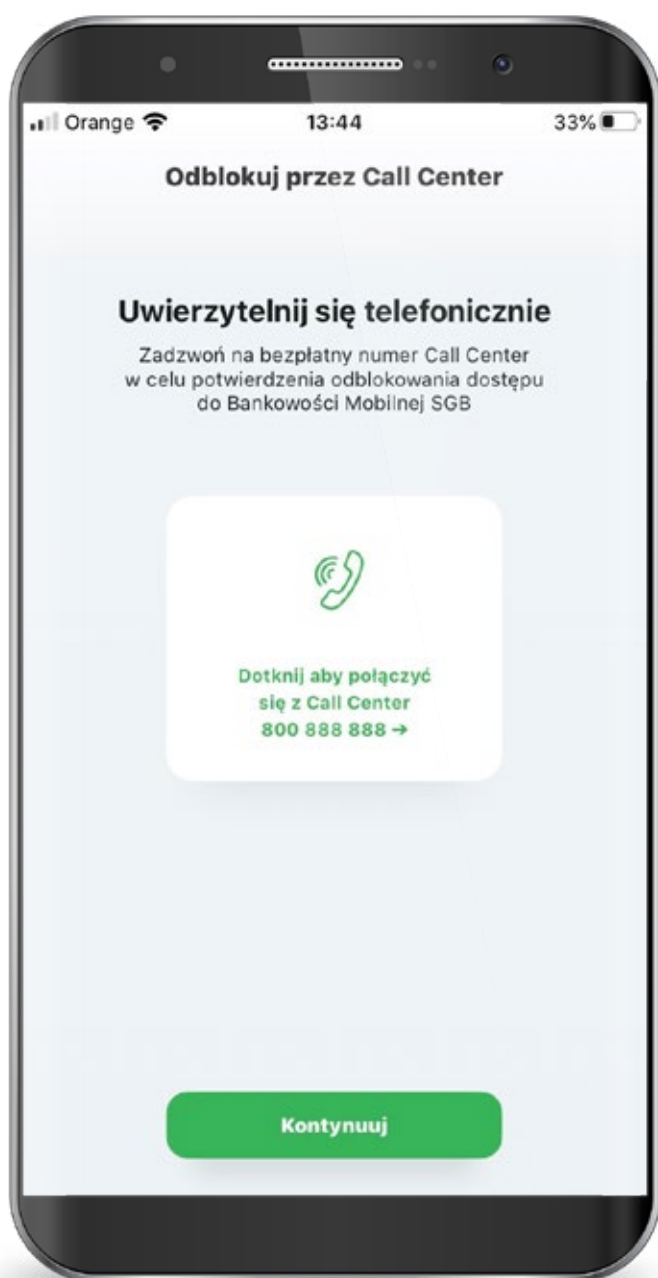 Orange 13:44 33%
Odblokuj przez Call Center
Uwierzytelnij się telefonicznie
Zadzwoń na bezpłatny numer Call Center
w celu potwierdzenia odblokowania dostępu
do Bankowości Mobilnej SGB
Dotknij aby połączyć
się z Call Center
800 888 888 →
Kontynuuj